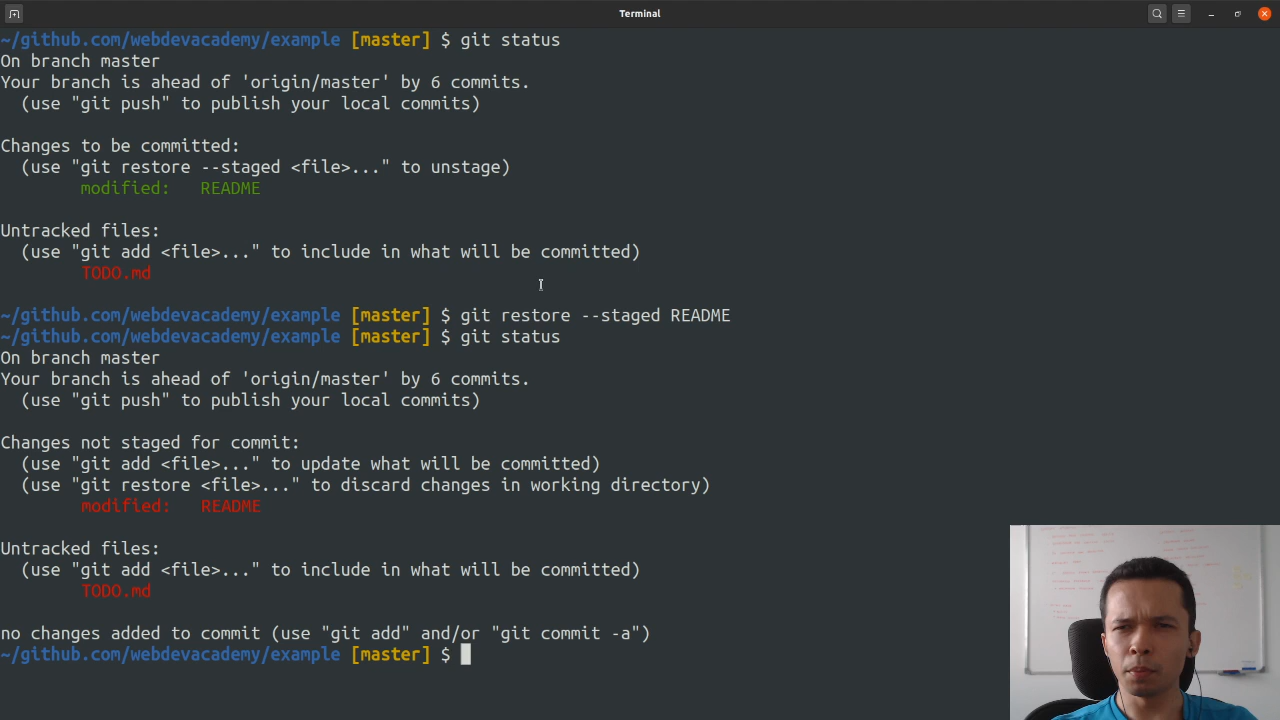 Terminal
~/github.com/webdevacademy/example [master] $ git status
On branch master
Your branch is ahead of 'origin/master' by 6 commits.
  (use "git push" to publish your local commits)
Changes to be committed:
  (use "git restore --staged <file>..." to unstage)
        modified:   README
Untracked files:
  (use "git add <file>..." to include in what will be committed)
        TODO.md
~/github.com/webdevacademy/example [master] $ git restore --staged README
~/github.com/webdevacademy/example [master] $ git status
On branch master
Your branch is ahead of 'origin/master' by 6 commits.
  (use "git push" to publish your local commits)
Changes not staged for commit:
  (use "git add <file>..." to update what will be committed)
  (use "git restore <file>..." to discard changes in working directory)
        modified:   README
Untracked files:
  (use "git add <file>..." to include in what will be committed)
        TODO.md
no changes added to commit (use "git add" and/or "git commit -a")
~/github.com/webdevacademy/example [master] $